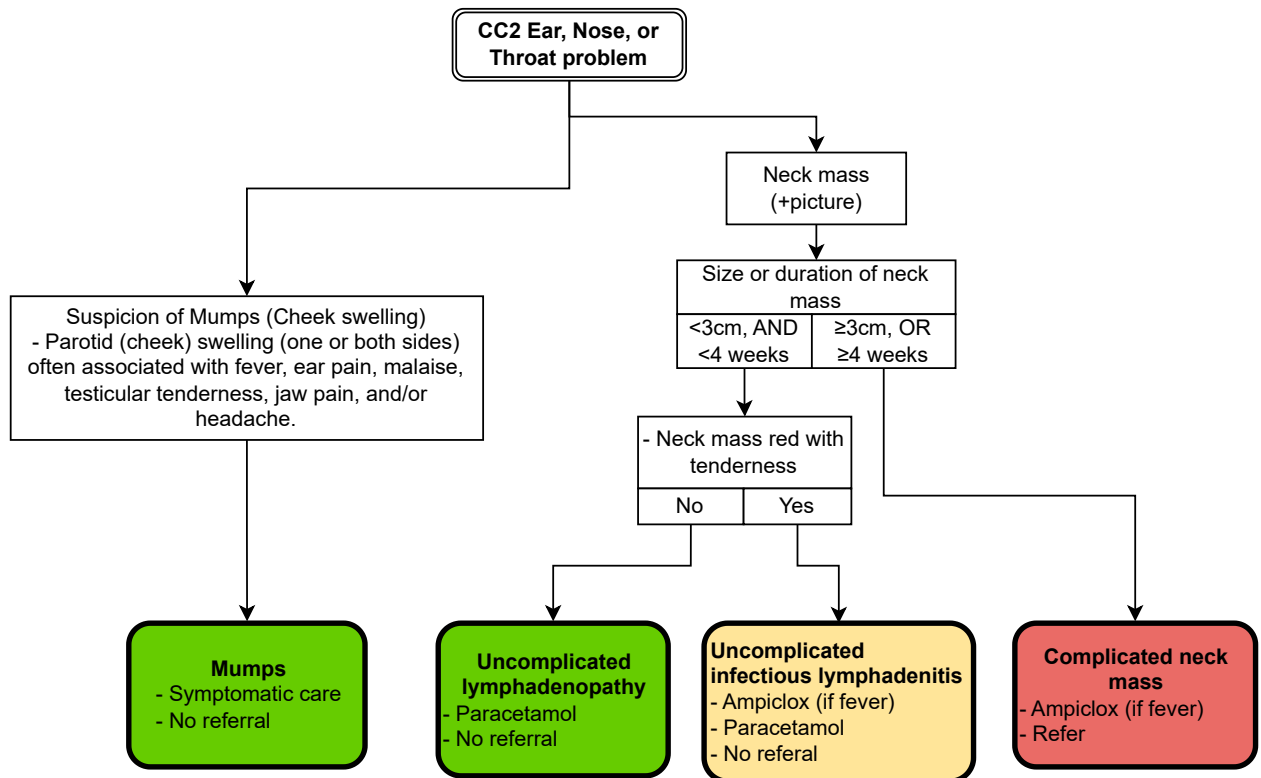 CC2 Ear, Nose, or
Throat problem
Neck mass
(+picture)
Size or duration of neck
mass
<3cm, AND
<4 weeks
≥3cm, OR
≥4 weeks
Suspicion of Mumps (Cheek swelling)
- Parotid (cheek) swelling (one or both sides)
often associated with fever, ear pain, malaise,
testicular tenderness, jaw pain, and/or
headache.
- Neck mass red with
tenderness
No
Yes
Mumps
- Symptomatic care
- No referral
Uncomplicated
lymphadenopathy
- Paracetamol
- No referral
Uncomplicated
infectious lymphadenitis
- Ampiclox (if fever)
- Paracetamol
- No referal
Complicated neck
mass
- Ampiclox (if fever)
- Refer